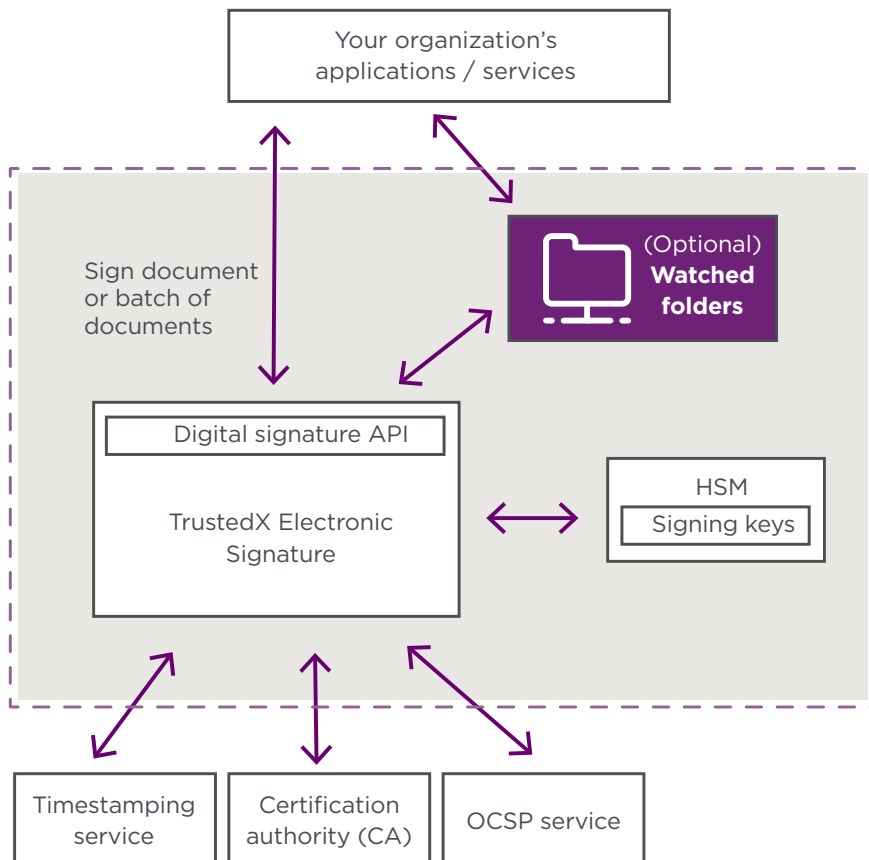 Your organization's
applications / services
Sign document
or batch of
documents
(Optional)
Watched
folders
Digital signature API
TrustedX Electronic
Signature
HSM
Signing keys
Timestamping
service
Certification
authority (CA)
OCSP service